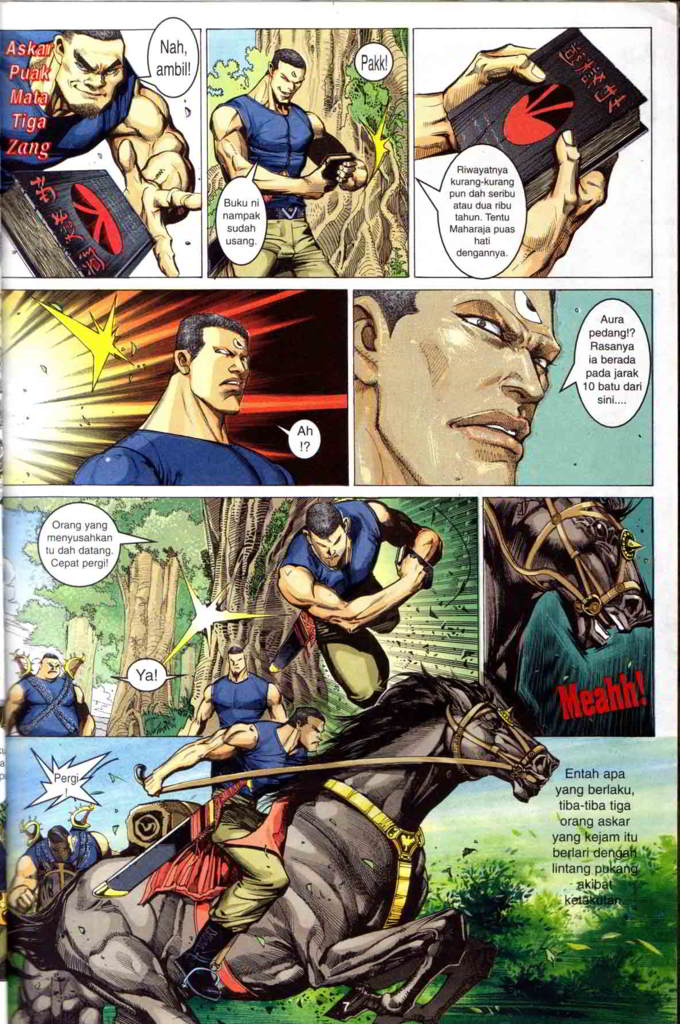 Askar
Puak
Mata
Tiga
Zang
Nah,
ambil!
Pakk!
Buku ni
nampak
sudah
usang.
Riwayatnya
kurang-kurang
pun dah seribu
atau dua ribu
tahun. Tentu
Maharaja puas
hati
dengannya.
Ah
!?
Aura
pedang!?
Rasanya
ia berada
pada jarak
10 batu dari
sini....
Orang yang
menyusahkan
tu dah datang.
Cepat pergi!
Ya!
Meahh!
Pergi
!
Entah apa
yang berlaku,
tiba-tiba tiga
orang askar
yang kejam itu
berlari dengan
lintang pukang
akibat
ketakutan...